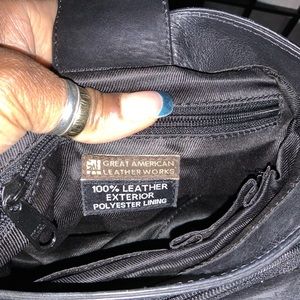 GREAT AMERICAN
LEATHERWORKS.
100% LEATHER
EXTERIOR
POLYESTER LINING